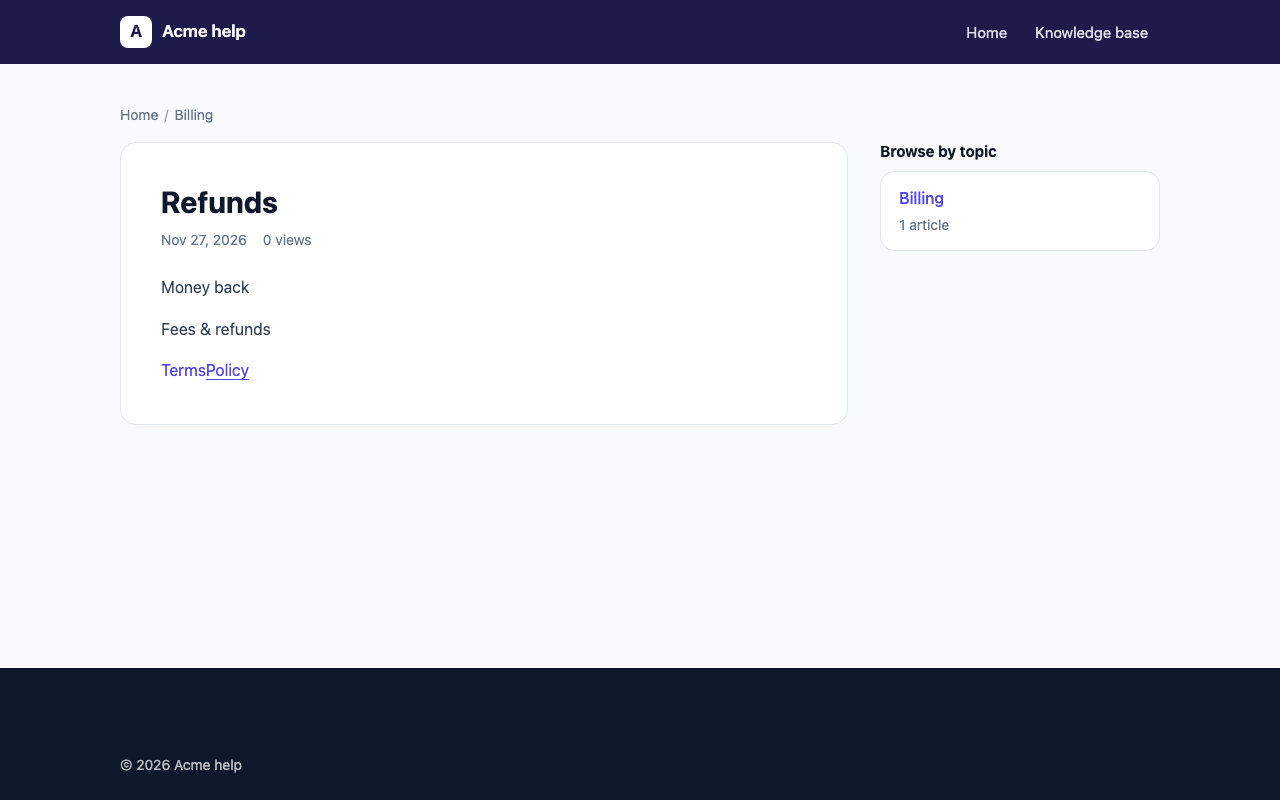 A Acme help
Home Knowledge base
Home / Billing
Refunds
Nov 27, 2026 0 views
Money back
Fees & refunds
TermsPolicy
Browse by topic
Billing
1 article
© 2026 Acme help